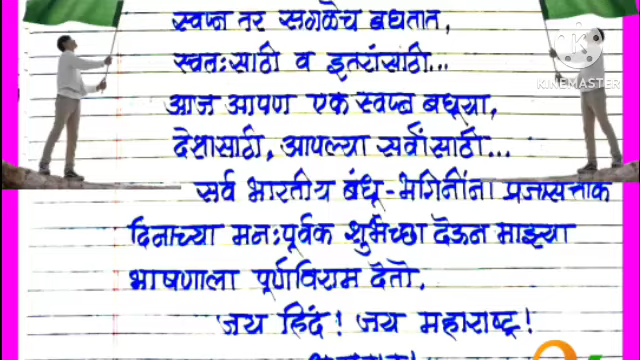 स्वप्न तर सगळेच बघतात,
स्वतःसाठी व इतरांसाठी...
आज आपण एक स्वप्न बघूया,
देशासाठी, आपल्या सर्वांसाठी...
सर्व भारतीय बंधू-भगिनींना प्रजासत्ताक
दिनाच्या मनःपूर्वक शुभेच्छा देऊन माझ्या
भाषणाला पूर्णविराम देतो.
जय हिंद! जय महाराष्ट्र!
KINEMASTER